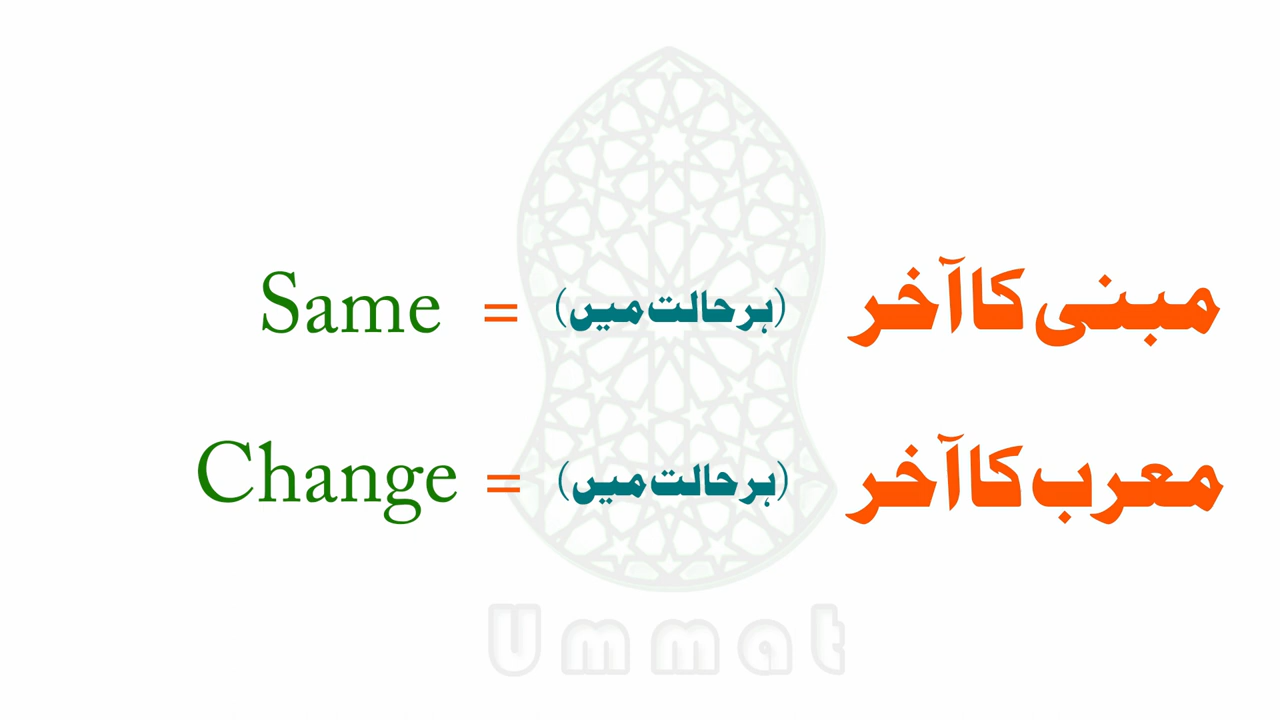 مبنی کا آخر (ہر حالت میں) = Same
معرب کا آخر (ہر حالت میں) = Change
Ummat